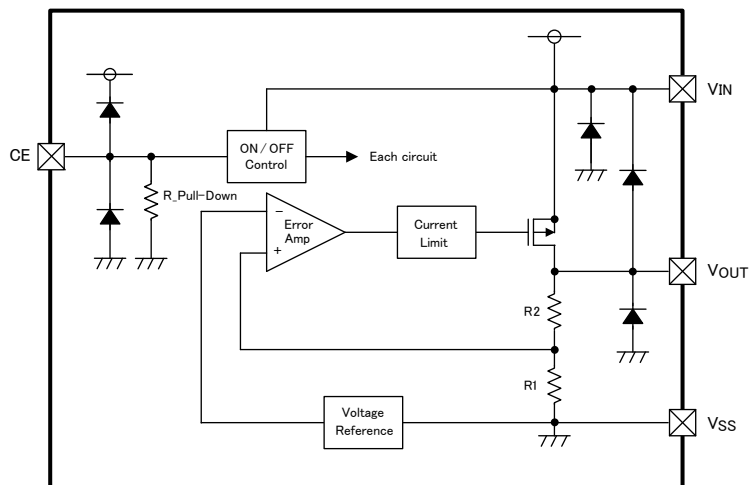 VIN
CE
ON/OFF
Control
Each circuit
R_Pull-Down
−
Error
Amp
+
Current
Limit
VOUT
R2
R1
Voltage
Reference
VSS